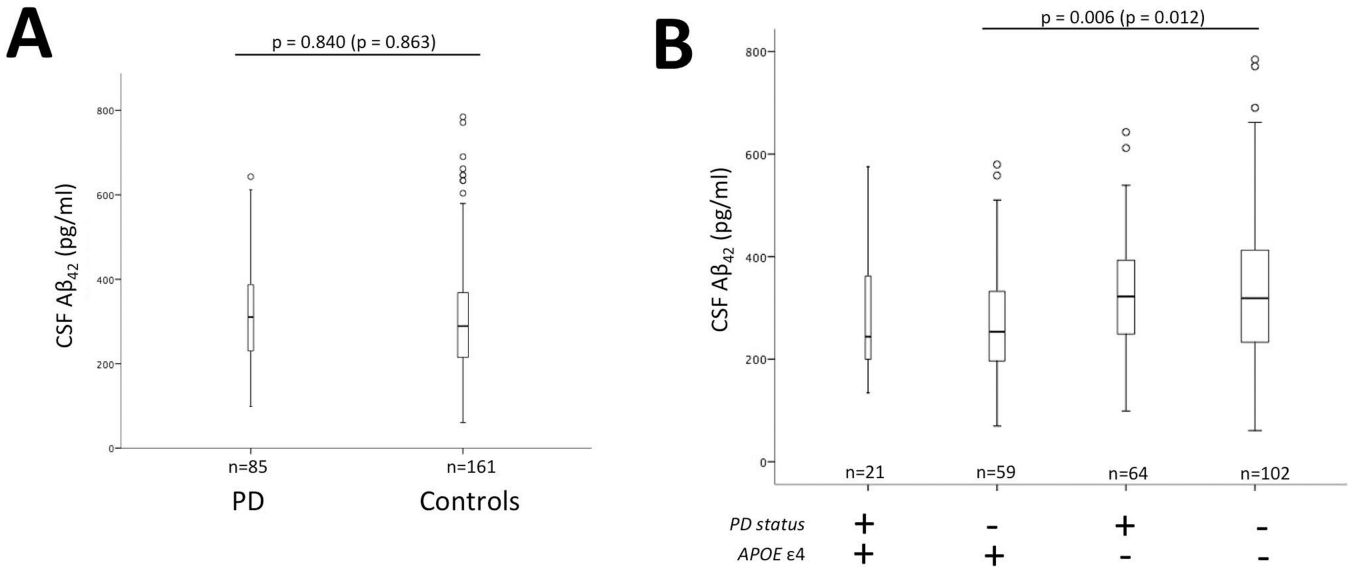 A
p = 0.840 (p = 0.863)
CSF Aβ42 (pg/ml)
800
600
400
200
0
n=85
n=161
PD
Controls
B
p = 0.006 (p = 0.012)
CSF Aβ42 (pg/ml)
800
600
400
200
0
n=21
n=59
n=64
n=102
PD status + - + -
APOE ε4 + + - -